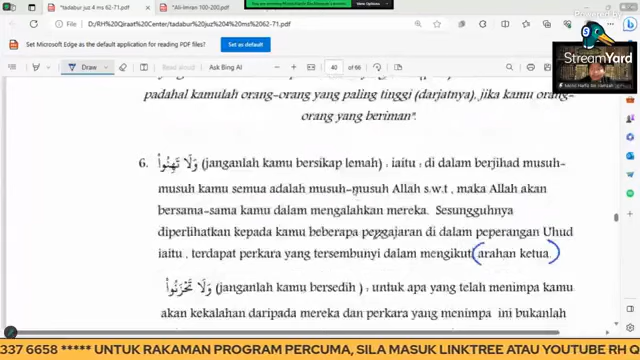 *tadabur juz 4 ms 62-71.pdf
*Ali-Imran 100-200.pdf
D:/RH%20Qiraat%20Center/tadabur%20juz%204%20ms%2062-71.pdf
Set Microsoft Edge as the default application for reading PDF files?
Set as default
Draw
Ask Bing AI
40 of 66
Powered by
StreamYard
padahal kamulah orang-orang yang paling tinggi (darjatnya), jika kamu orang-
orang yang beriman".
6. وَلَا تَهِنُوا۟ (janganlah kamu bersikap lemah) : iaitu : di dalam berjihad musuh-
musuh kamu semua adalah musuh-musuh Allah s.w.t, maka Allah akan
bersama-sama kamu dalam mengalahkan mereka. Sesungguhnya
diperlihatkan kepada kamu beberapa pengajaran di dalam peperangan Uhud
iaitu : terdapat perkara yang tersembunyi dalam mengikut arahan ketua.
وَلَا تَحْزَنُوا۟ (janganlah kamu bersedih) : untuk apa yang telah menimpa kamu
akan kekalahan daripada mereka dan perkara yang menimpa ini bukanlah
337 6658 ***** UNTUK RAKAMAN PROGRAM PERCUMA, SILA MASUK LINKTREE ATAU YOUTUBE RH Q